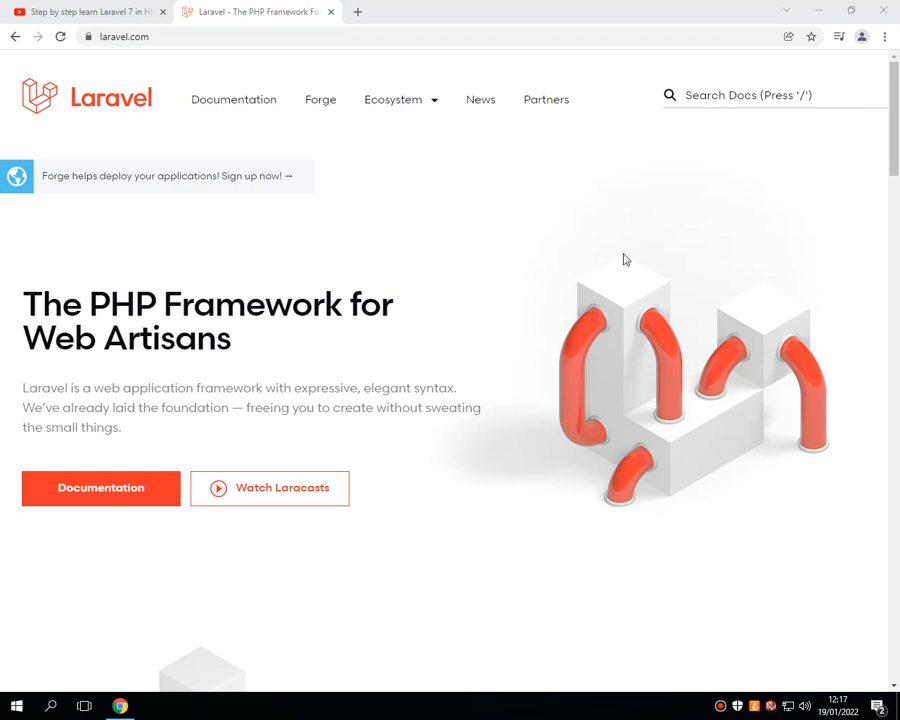 Step by step learn Laravel 7 in Hi
Laravel - The PHP Framework Fo
laravel.com
Laravel
Documentation
Forge
Ecosystem
News
Partners
Search Docs (Press '/')
Forge helps deploy your applications! Sign up now! →
The PHP Framework for
Web Artisans
Laravel is a web application framework with expressive, elegant syntax.
We've already laid the foundation — freeing you to create without sweating
the small things.
Documentation
Watch Laracasts
12:17
19/01/2022
2